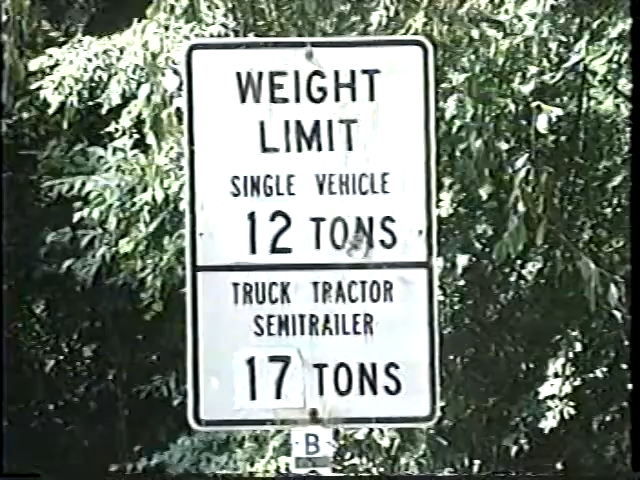 WEIGHT
LIMIT
SINGLE VEHICLE
12 TONS
TRUCK TRACTOR
SEMITRAILER
17 TONS
B